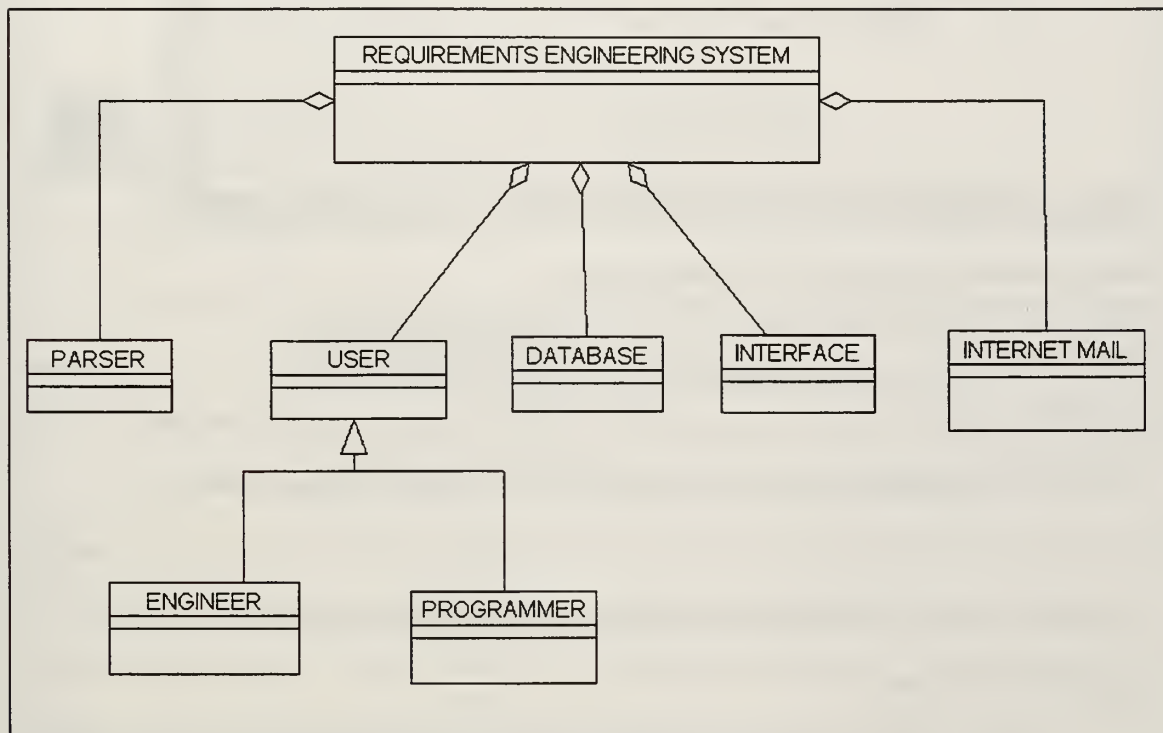 REQUIREMENTS ENGINEERING SYSTEM
PARSER
USER
DATABASE
INTERFACE
INTERNET MAIL
ENGINEER
PROGRAMMER